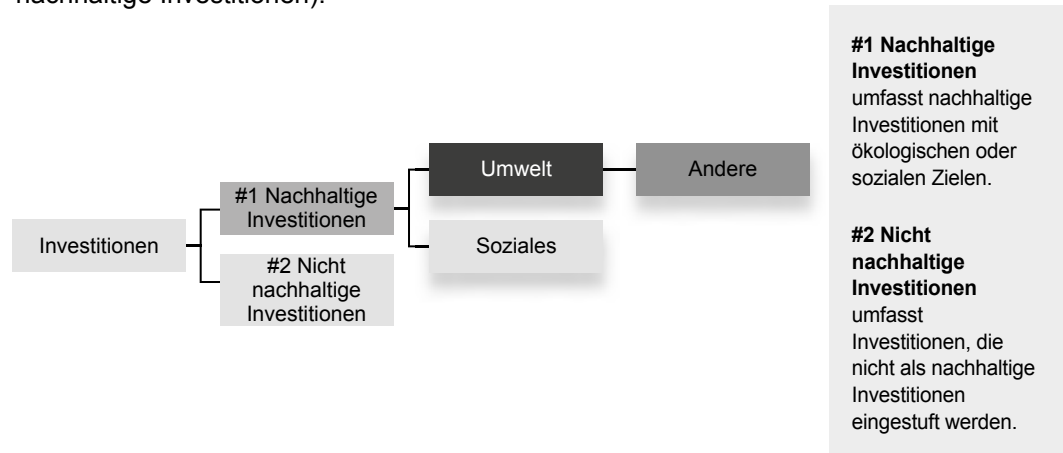 nachhaltige Investitionen).
Investitionen
#1 Nachhaltige
Investitionen
#2 Nicht
nachhaltige
Investitionen
Umwelt
Andere
Soziales
#1 Nachhaltige
Investitionen
umfasst nachhaltige
Investitionen mit
ökologischen oder
sozialen Zielen.
#2 Nicht
nachhaltige
Investitionen
umfasst
Investitionen, die
nicht als nachhaltige
Investitionen
eingestuft werden.